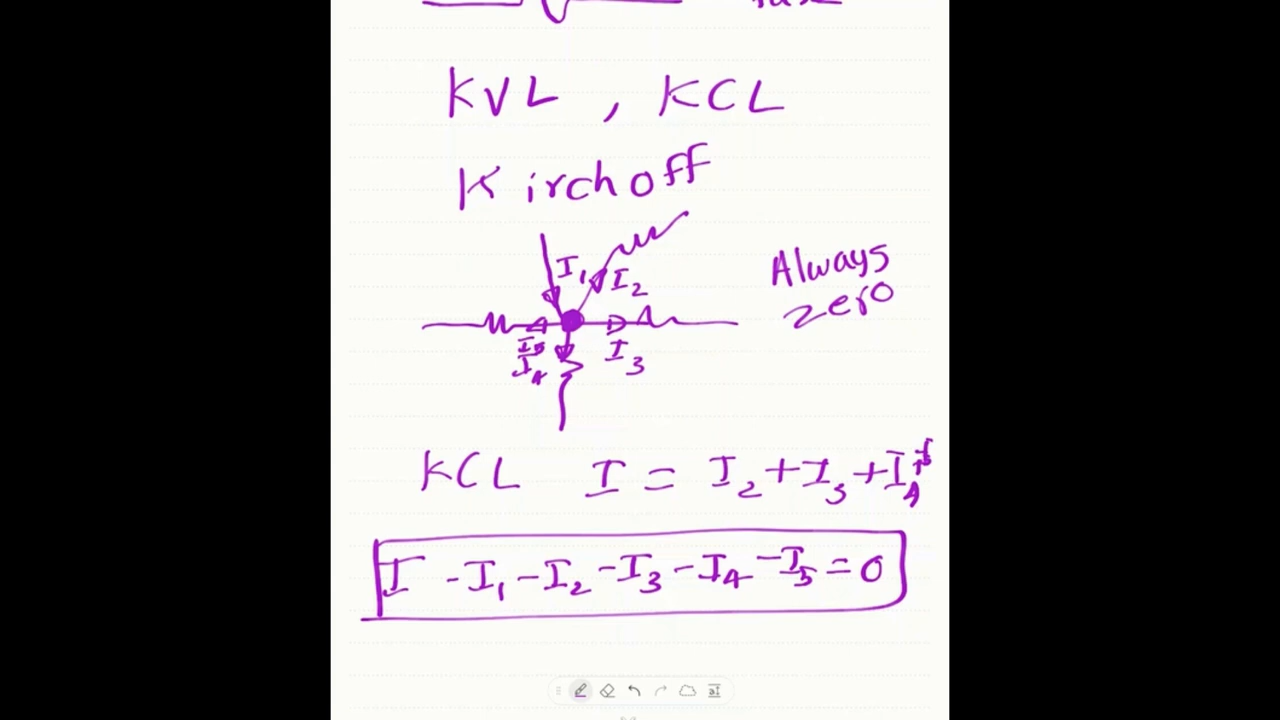 KVL , KCL
Kirchoff
I₁
I₂
Always
zero
I₅
I₄
I₃
KCL I = I₂ + I₃ + I₄
I - I₁ - I₂ - I₃ - I₄ - I₅ = 0